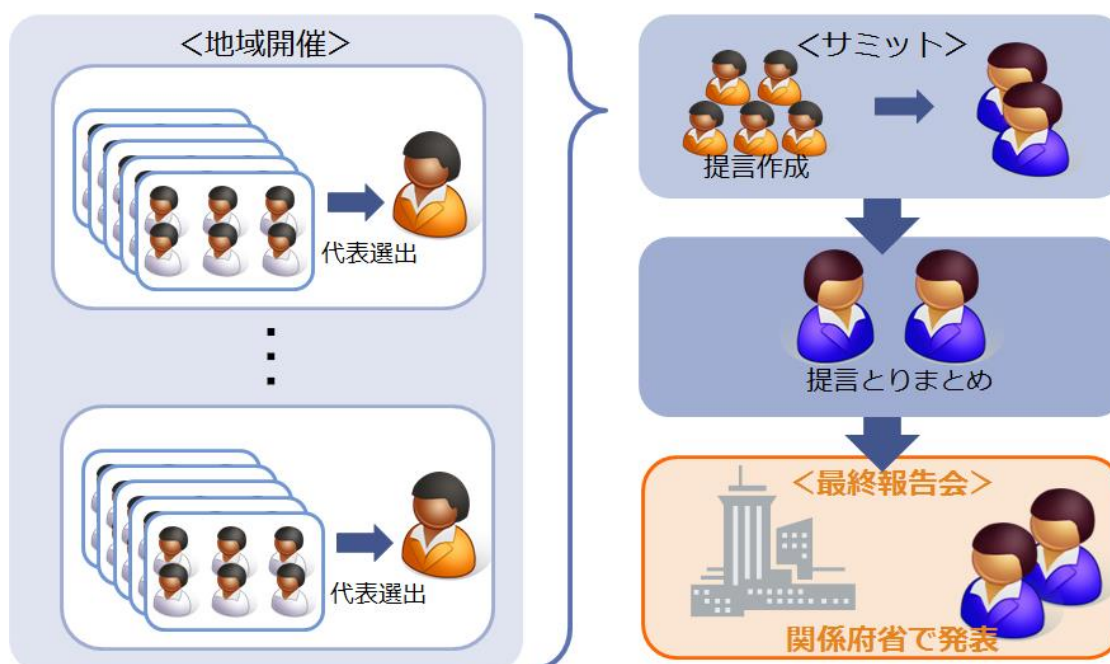 ＜地域開催＞
代表選出
代表選出
＜サミット＞
提言作成
提言とりまとめ
＜最終報告会＞
関係府省で発表